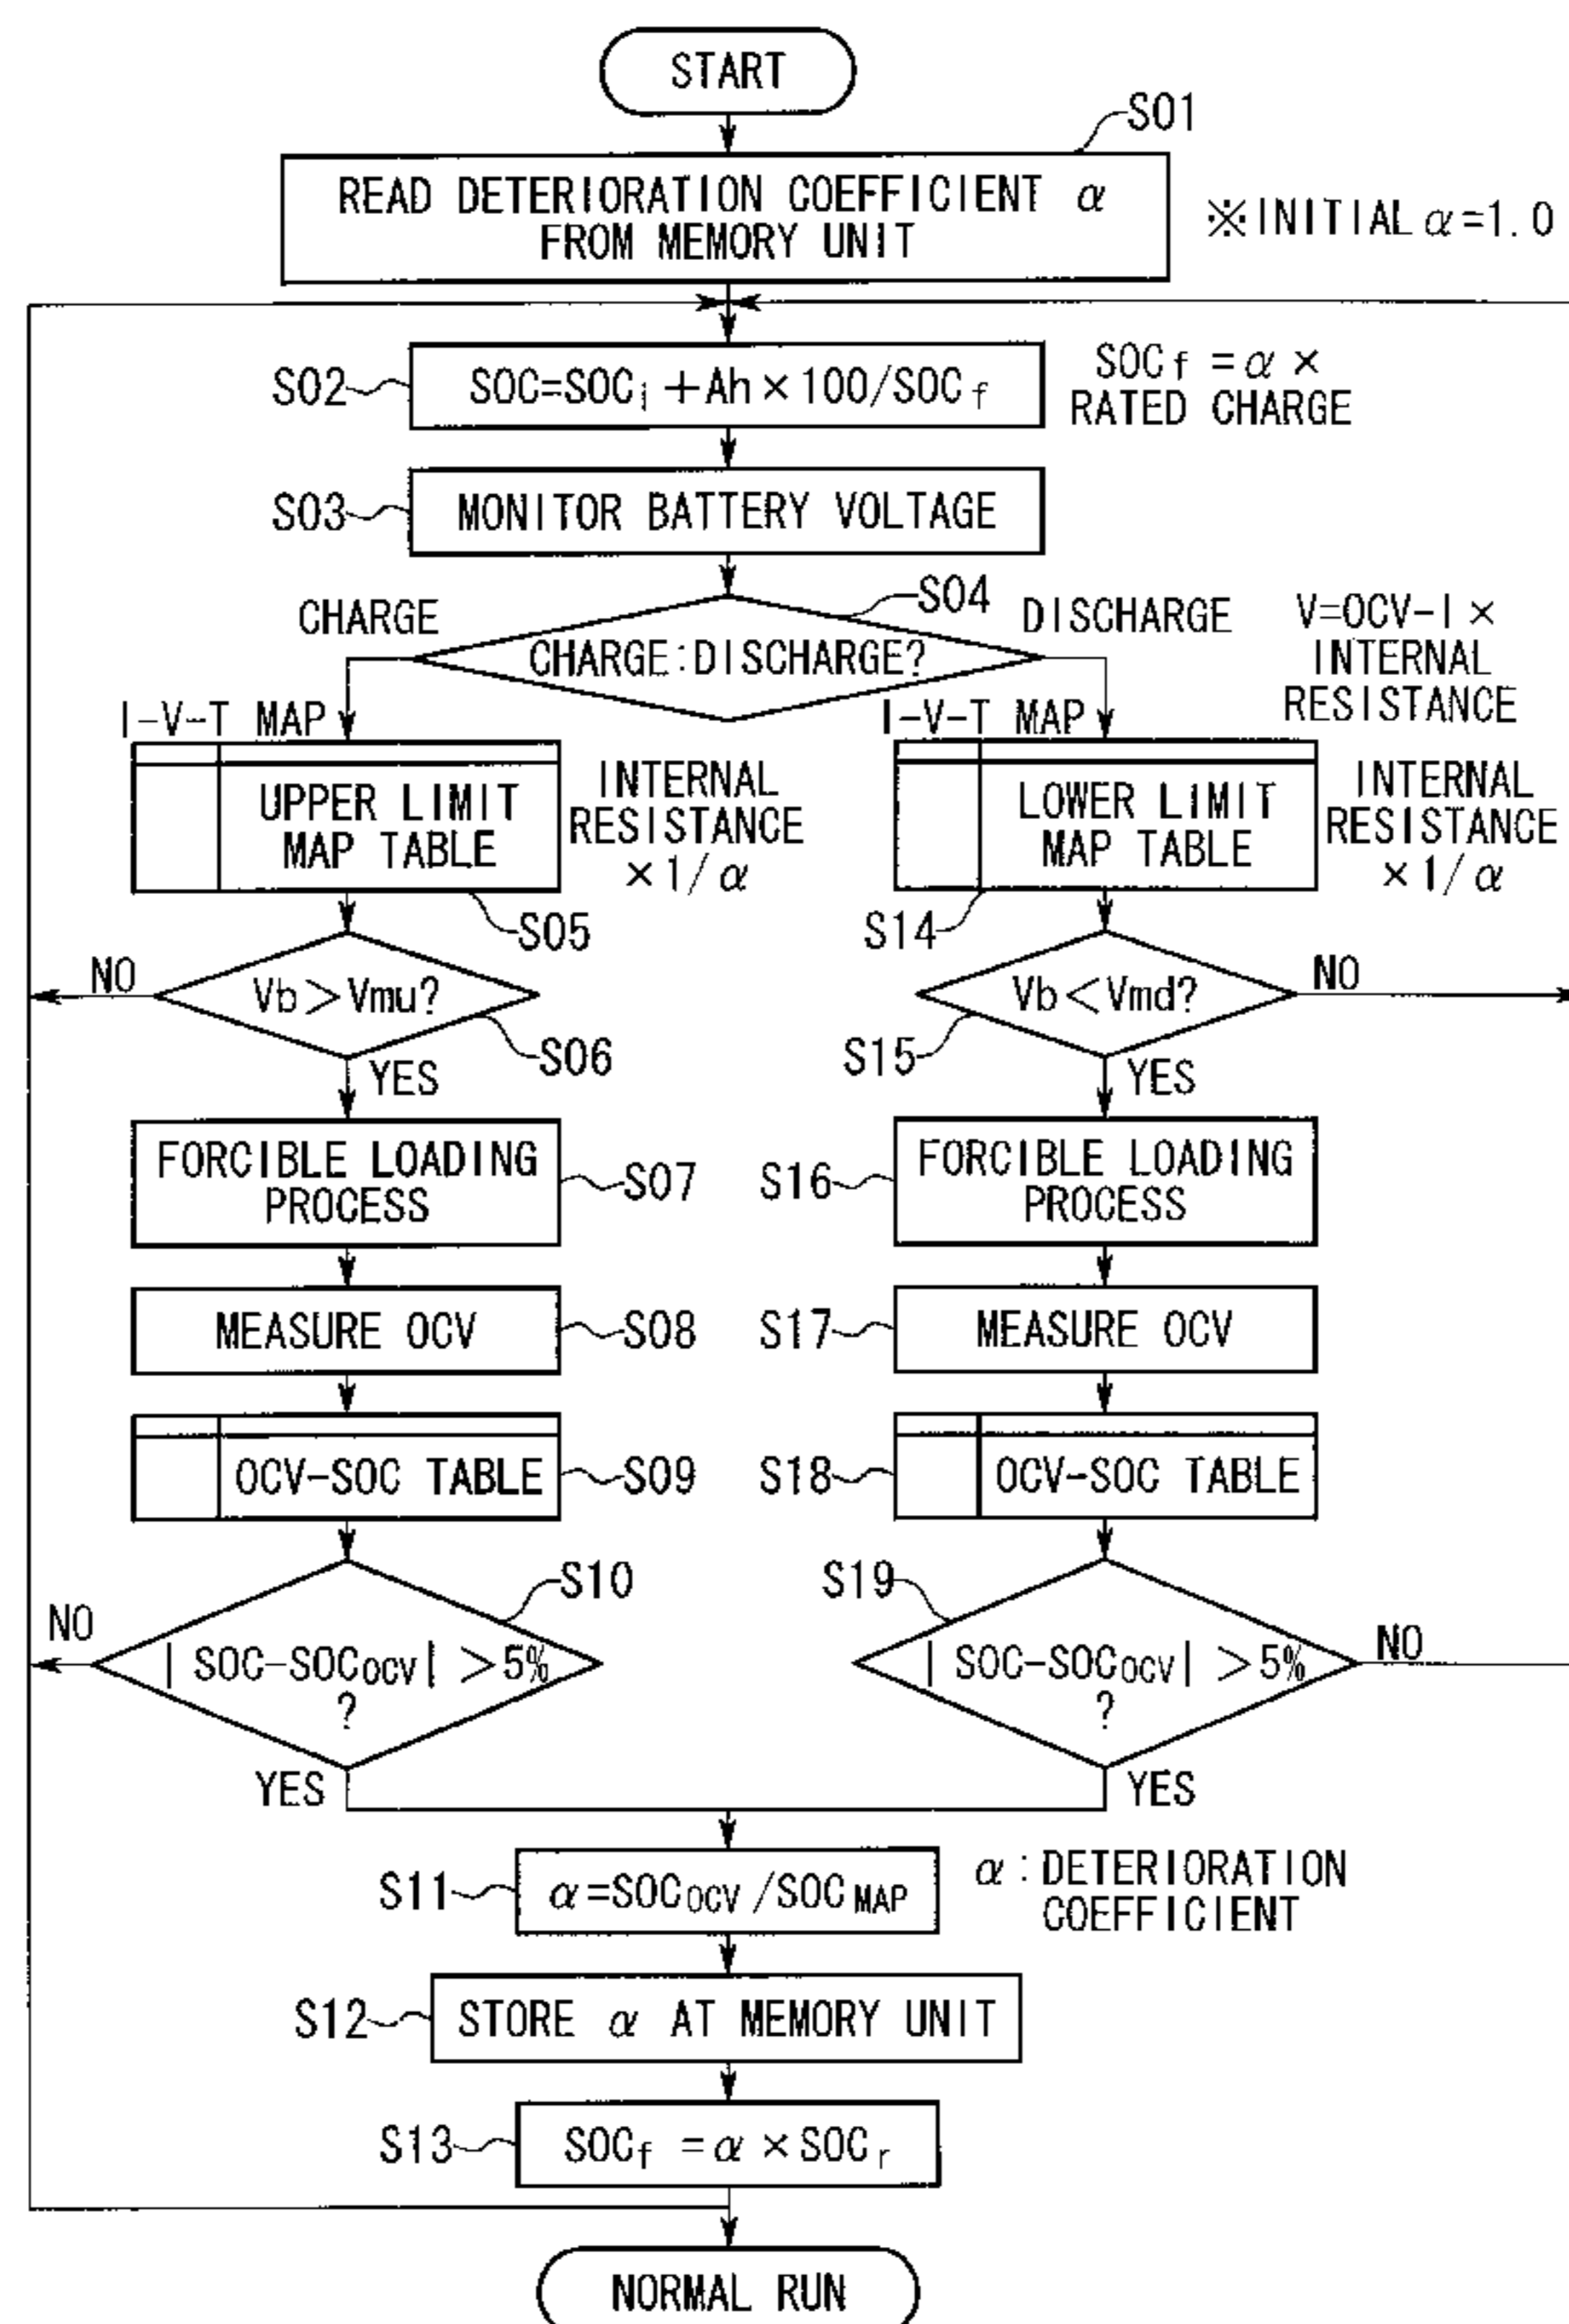 START
S01
READ DETERIORATION COEFFICIENT α
FROM MEMORY UNIT
※INITIAL α=1.0
S02
SOC=SOCi+Ah×100/SOCf
SOCf=α×
RATED CHARGE
S03
MONITOR BATTERY VOLTAGE
S04
CHARGE
CHARGE:DISCHARGE?
DISCHARGE
V=OCV-I×
INTERNAL
RESISTANCE
I-V-T MAP
UPPER LIMIT
MAP TABLE
INTERNAL
RESISTANCE
×1/α
S05
I-V-T MAP
LOWER LIMIT
MAP TABLE
INTERNAL
RESISTANCE
×1/α
S14
NO
Vb>Vmu?
S06
YES
Vb<Vmd?
NO
S15
YES
FORCIBLE LOADING
PROCESS
S07
S16
FORCIBLE LOADING
PROCESS
MEASURE OCV
S08
S17
MEASURE OCV
OCV-SOC TABLE
S09
S18
OCV-SOC TABLE
S10
NO
|SOC-SOCOCV|>5%
?
YES
S19
|SOC-SOCOCV|>5%
?
NO
YES
S11
α=SOCOCV/SOCMAP
α:DETERIORATION
COEFFICIENT
S12
STORE α AT MEMORY UNIT
S13
SOCf=α×SOCr
NORMAL RUN